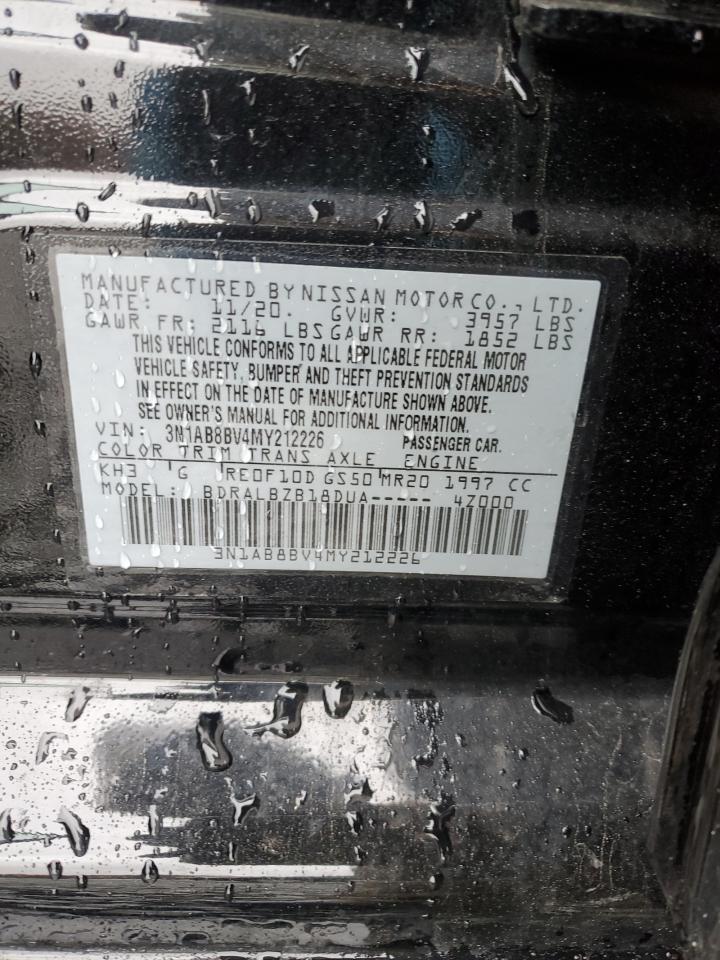 MANUFACTURED BY NISSAN MOTOR CO., LTD.
DATE: 11/20. GVWR: 3957 LBS
GAWR FR: 2116 LBS GAWR RR: 1852 LBS
THIS VEHICLE CONFORMS TO ALL APPLICABLE FEDERAL MOTOR
VEHICLE SAFETY, BUMPER AND THEFT PREVENTION STANDARDS
IN EFFECT ON THE DATE OF MANUFACTURE SHOWN ABOVE.
SEE OWNER'S MANUAL FOR ADDITIONAL INFORMATION.
VIN: 3N1AB8BV4MY212226 PASSENGER CAR.
COLOR TRIM TRANS AXLE ENGINE
KH3 G RE0F10D GS50 MR20 1997 CC
MODEL: BDRALBZB18DUA----- 4Z000
3N1AB8BV4MY212226